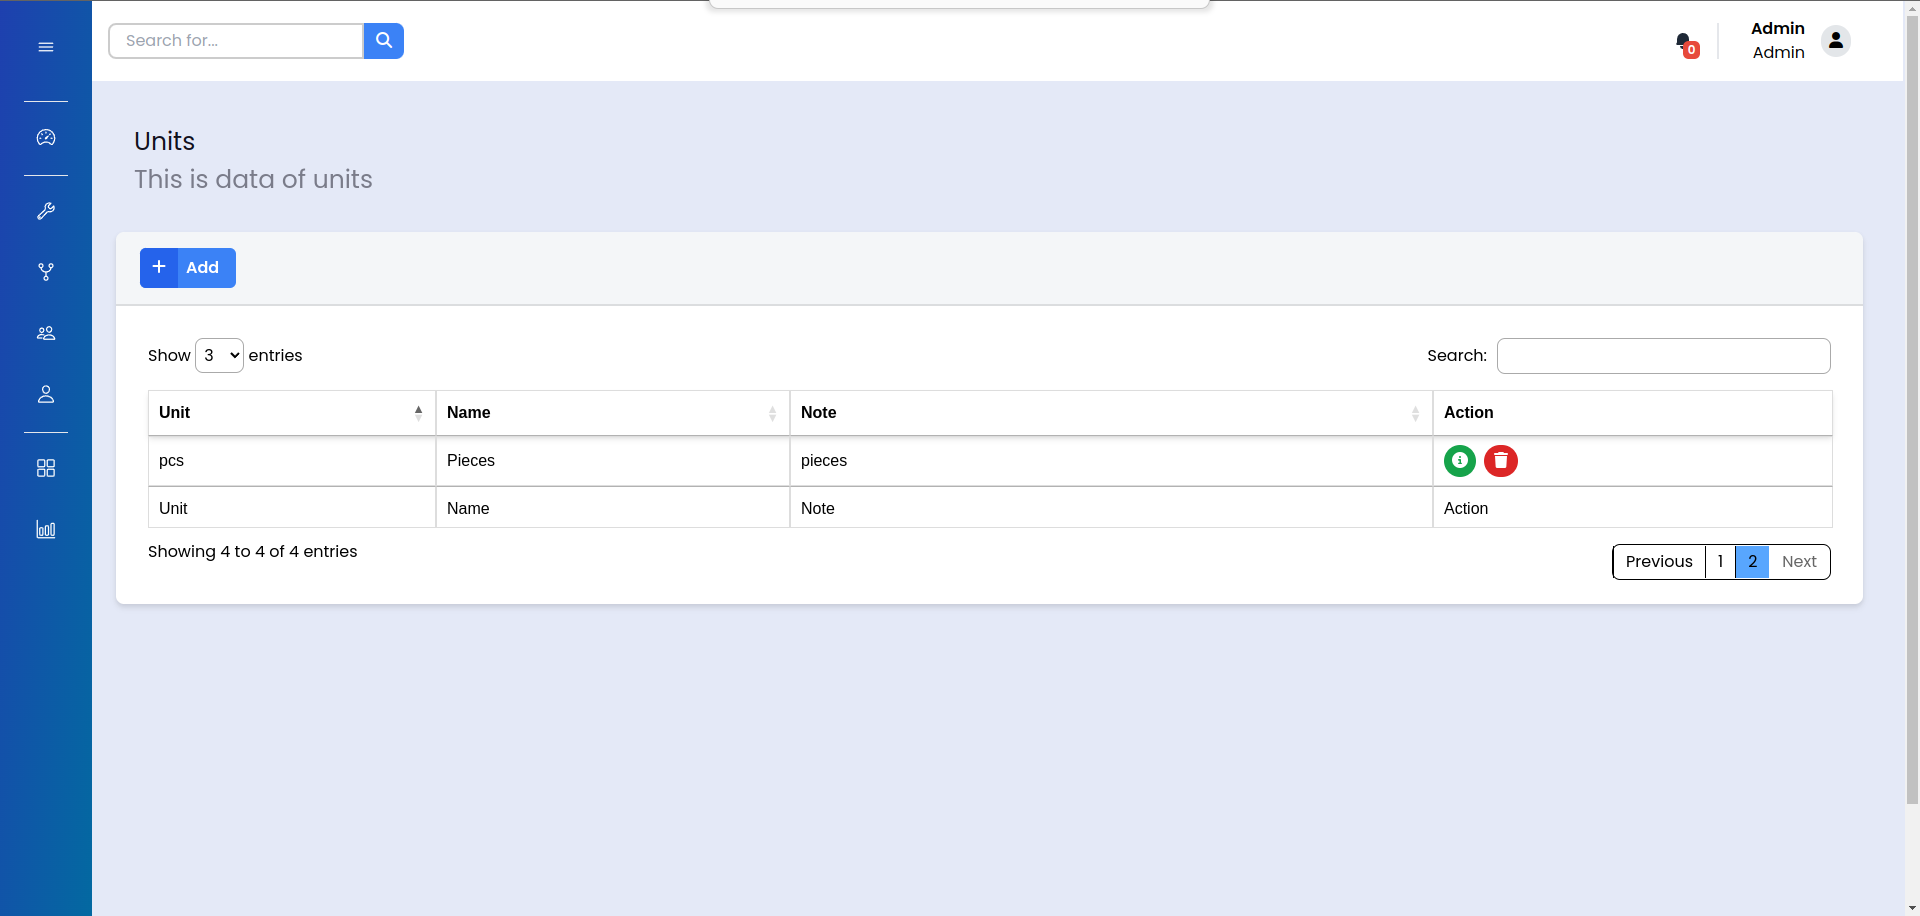 Search for...
0
Admin
Admin
Units
This is data of units
Add
Show 3 entries
Search:
Unit Name Note Action
pcs Pieces pieces
Unit Name Note Action
Showing 4 to 4 of 4 entries
Previous 1 2 Next